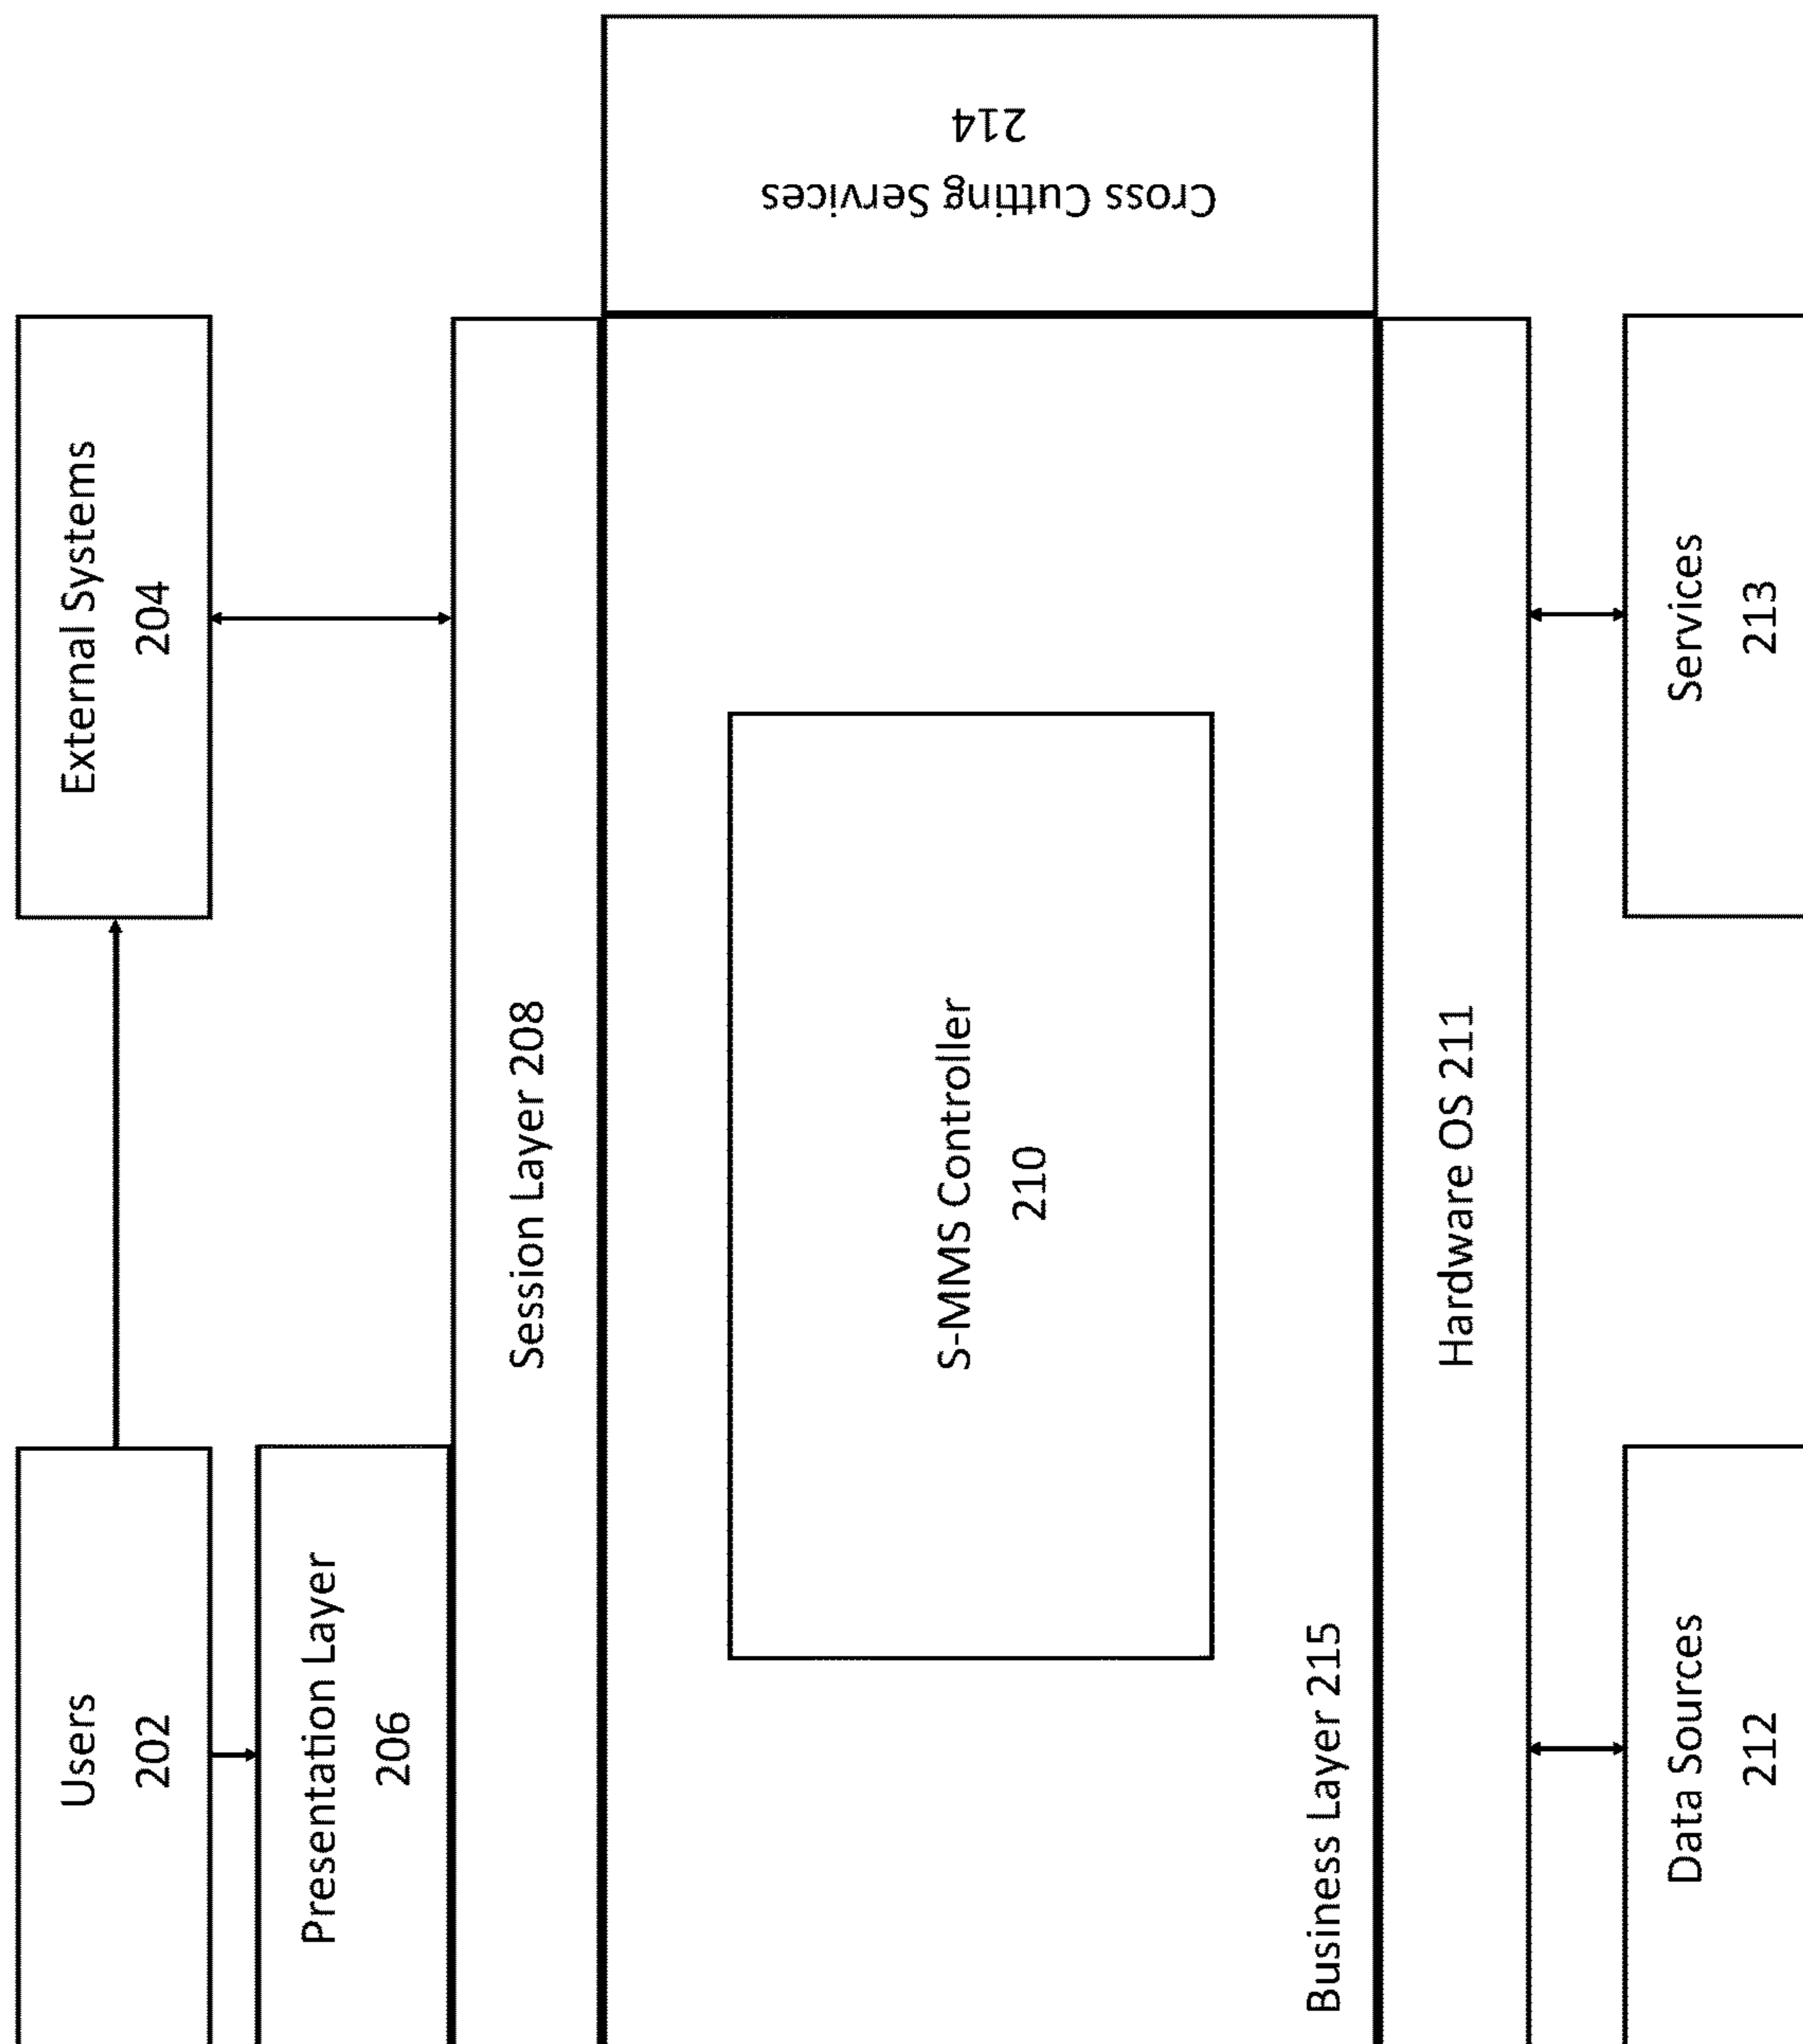 Users
202
External Systems
204
Presentation Layer
206
Session Layer 208
S-MMS Controller
210
Business Layer 215
Cross Cutting Services
214
Hardware OS 211
Data Sources
212
Services
213